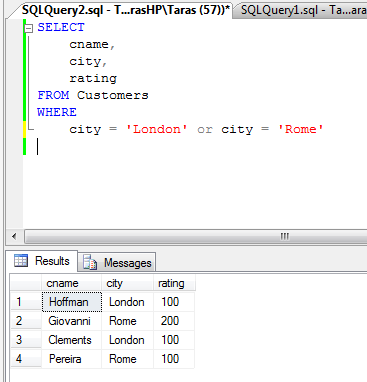 SQLQuery2.sql - T...rasHP\Taras (57))* SQLQuery1.sql - Ta...ara
SELECT
cname,
city,
rating
FROM Customers
WHERE
city = 'London' or city = 'Rome'
Results Messages
cname city rating
1 Hoffman London 100
2 Giovanni Rome 200
3 Clements London 100
4 Pereira Rome 100